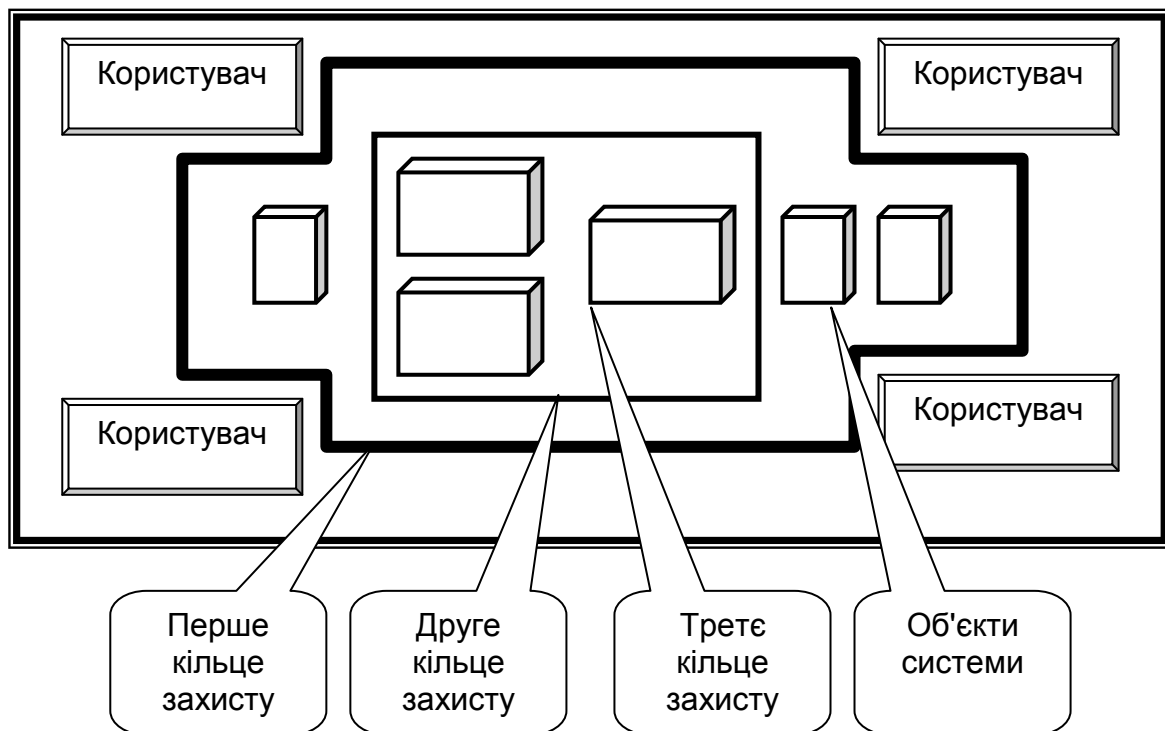 Користувач
Користувач
Користувач
Користувач
Перше
кільце
захисту
Друге
кільце
захисту
Третє
кільце
захисту
Об'єкти
системи